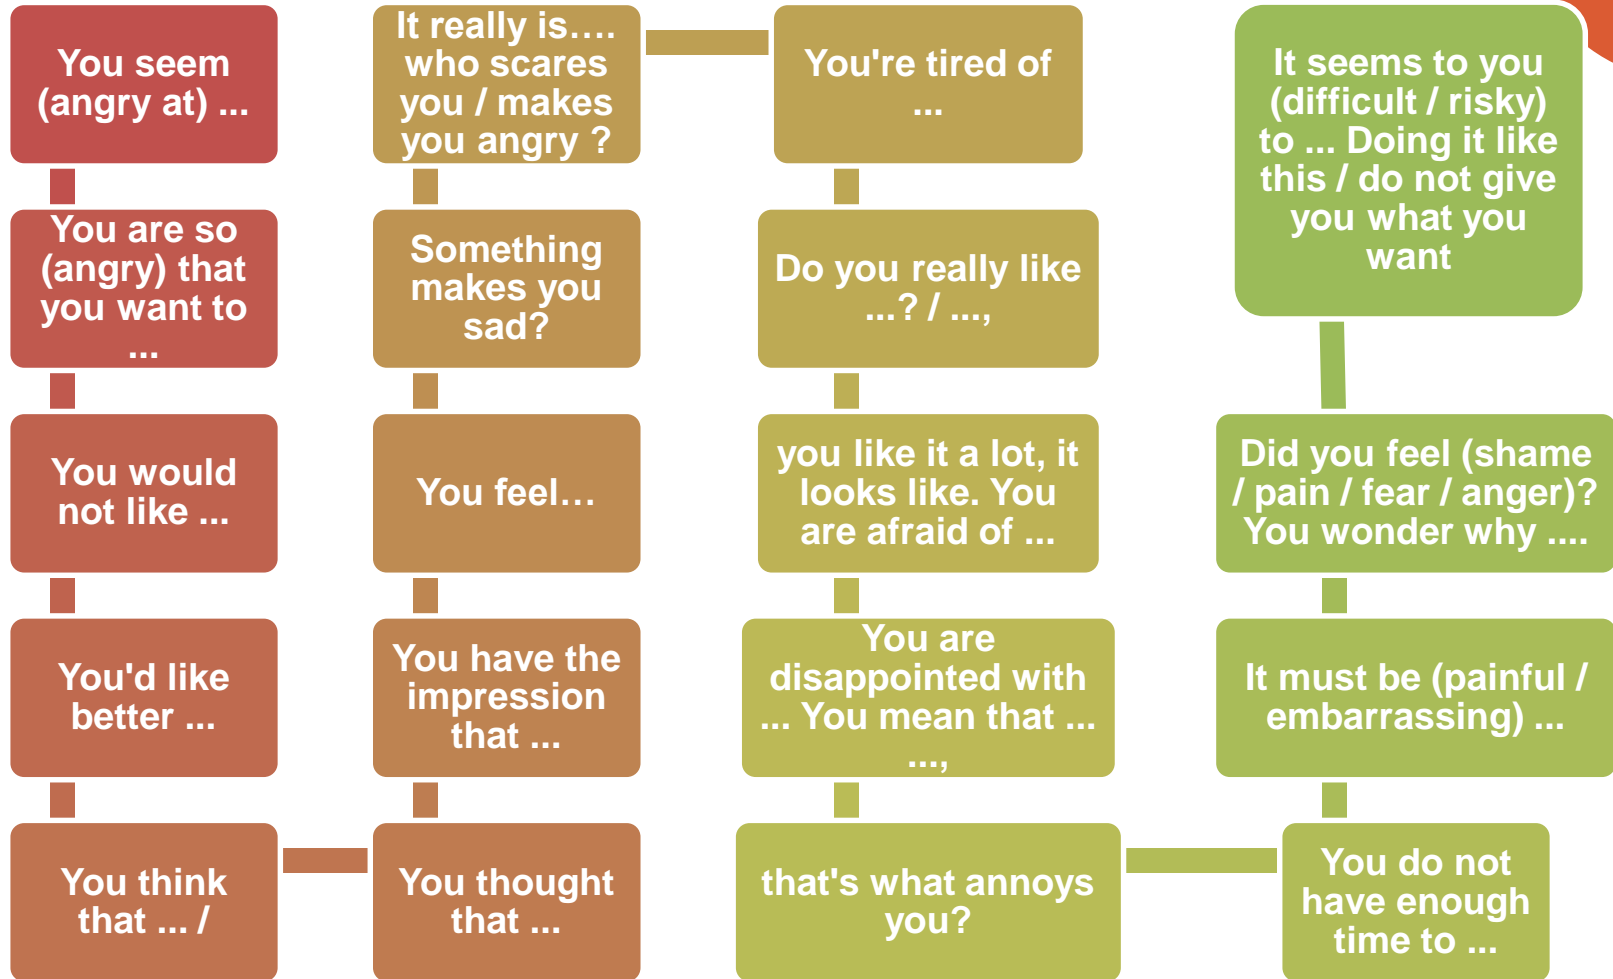 You seem
(angry at) ...
You are so
(angry) that
you want to
...
You would
not like ...
You'd like
better ...
You think
that ... /
You thought
that ...
You have the
impression
that ...
You feel…
Something
makes you
sad?
It really is….
who scares
you / makes
you angry ?
You're tired of
...
Do you really like
...? / ...,
you like it a lot, it
looks like. You
are afraid of ...
You are
disappointed with
... You mean that ...
...,
that's what annoys
you?
You do not
have enough
time to ...
It must be (painful /
embarrassing) ...
Did you feel (shame
/ pain / fear / anger)?
You wonder why ....
It seems to you
(difficult / risky)
to ... Doing it like
this / do not give
you what you
want